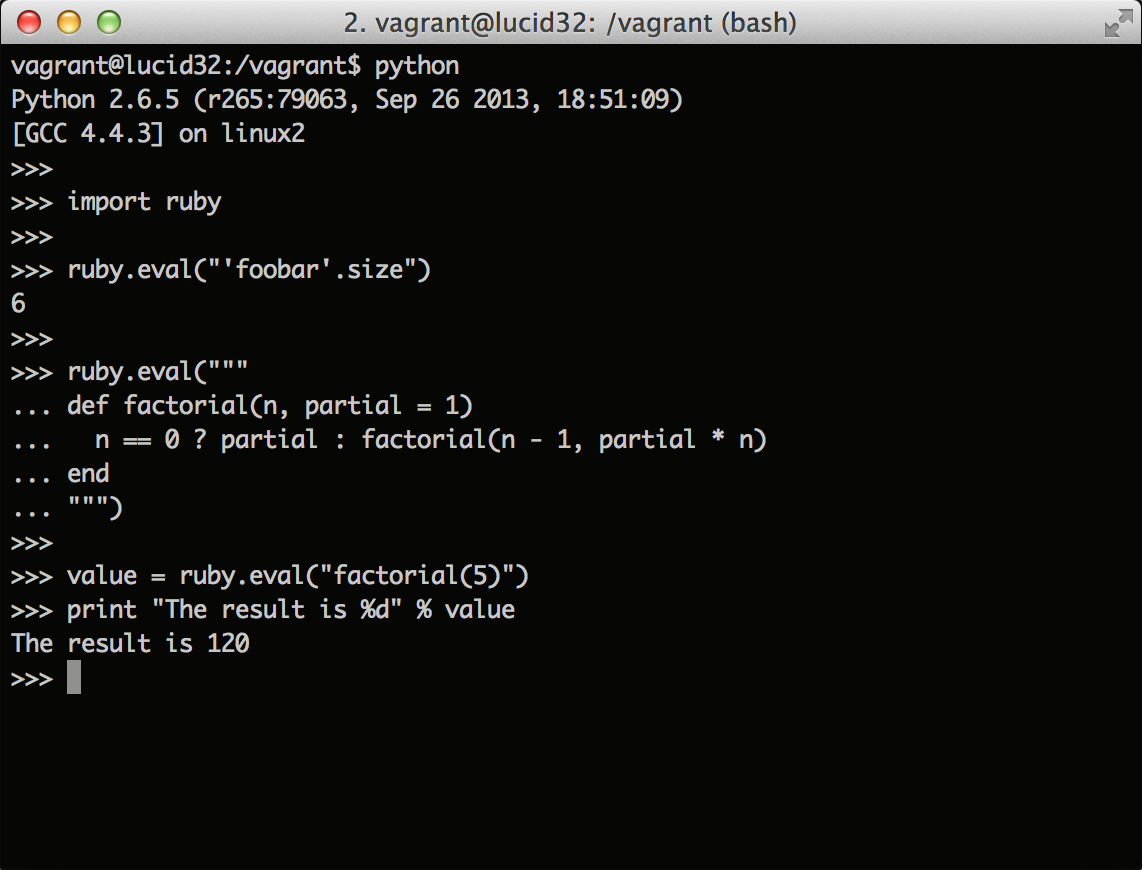 2. vagrant@lucid32: /vagrant (bash)
vagrant@lucid32:/vagrant$ python
Python 2.6.5 (r265:79063, Sep 26 2013, 18:51:09)
[GCC 4.4.3] on linux2
>>>
>>> import ruby
>>>
>>> ruby.eval("'foobar'.size")
6
>>>
>>> ruby.eval("""
... def factorial(n, partial = 1)
...   n == 0 ? partial : factorial(n - 1, partial * n)
... end
... """)
>>>
>>> value = ruby.eval("factorial(5)")
>>> print "The result is %d" % value
The result is 120
>>>